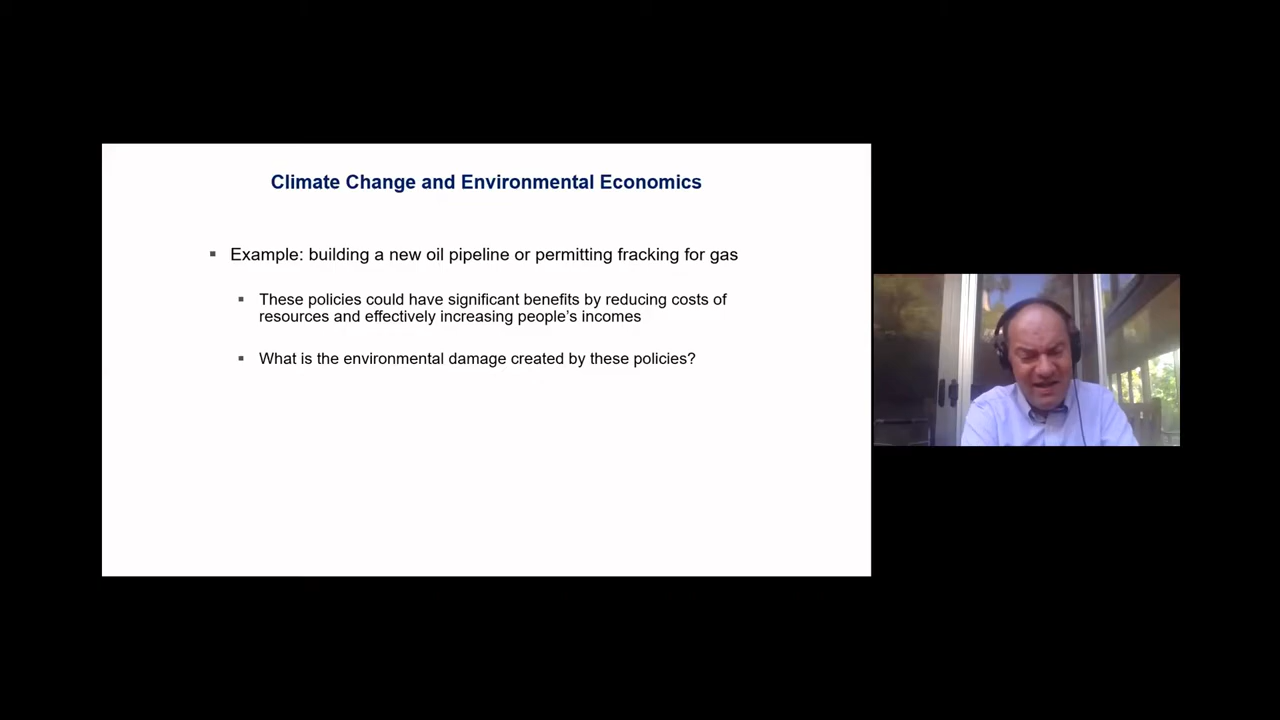 Climate Change and Environmental Economics
▪ Example: building a new oil pipeline or permitting fracking for gas
▪ These policies could have significant benefits by reducing costs of
resources and effectively increasing people’s incomes
▪ What is the environmental damage created by these policies?